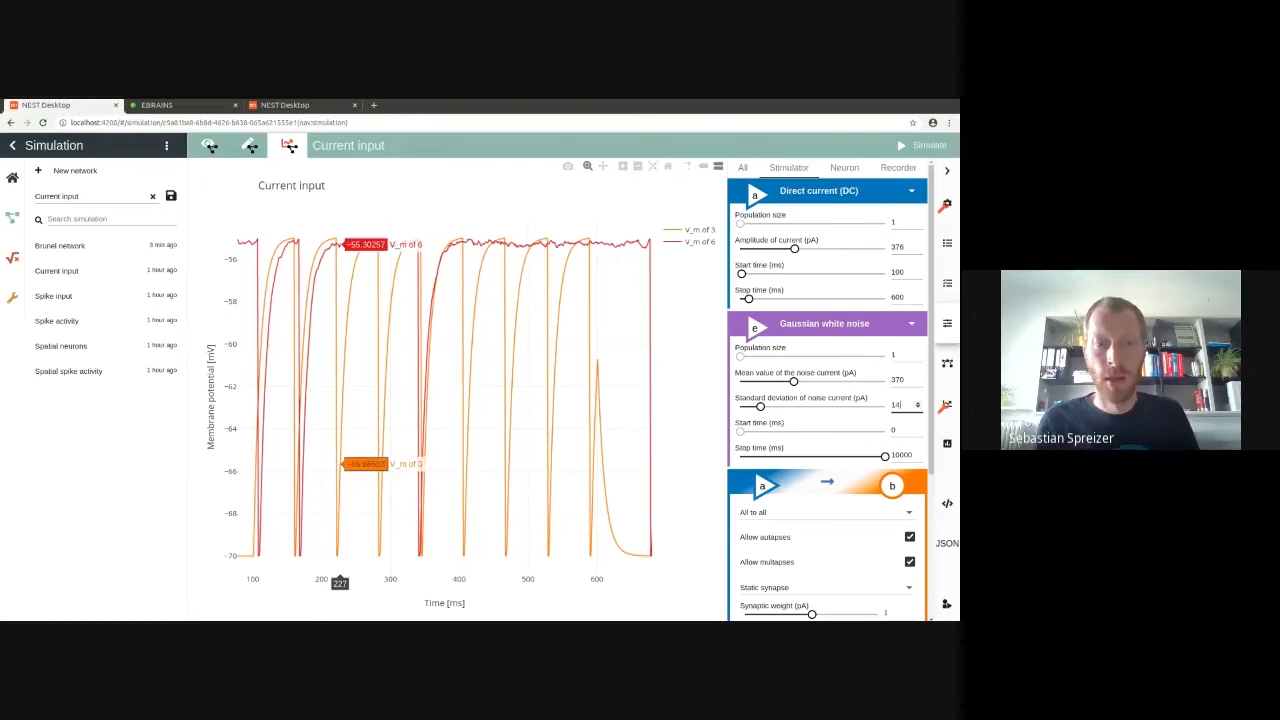 NEST Desktop
EBRAINS
NEST Desktop
localhost:4200/#/simulation/c9a81ba8-6b8d-4626-b638-065a621555e1(nav:simulation)
Simulation
Current input
Simulate
New network
Current input
Search simulation
Brunel network 3 min ago
Current input 1 hour ago
Spike input 1 hour ago
Spike activity 1 hour ago
Spatial neurons 1 hour ago
Spatial spike activity 1 hour ago
Current input
V_m of 3
V_m of 6
−55.30257 V_m of 6
V_m of 3
−56
−58
−60
−62
−64
−66
−68
−70
100 200 300 400 500 600
227
Membrane potential [mV]
Time [ms]
All Stimulator Neuron Recorder
a Direct current (DC)
Population size 1
Amplitude of current (pA) 376
Start time (ms) 100
Stop time (ms) 600
e Gaussian white noise
Population size 1
Mean value of the noise current (pA) 370
Standard deviation of noise current (pA) 14
Start time (ms) 0
Stop time (ms) 10000
a b
All to all
Allow autapses
Allow multapses
Static synapse
Synaptic weight (pA) 1
JSON
Sebastian Spreizer